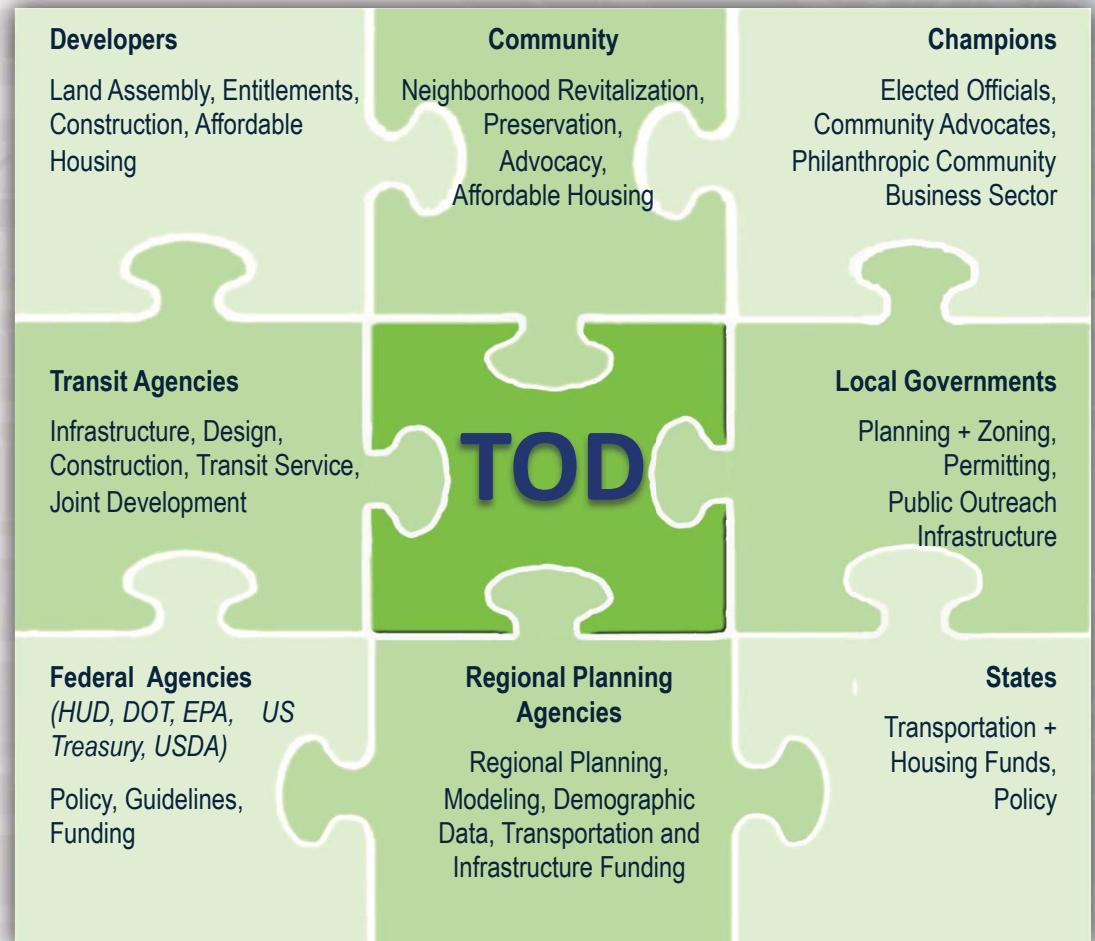 Developers
Land Assembly, Entitlements,
Construction, Affordable
Housing
Community
Neighborhood Revitalization,
Preservation,
Advocacy,
Affordable Housing
Champions
Elected Officials,
Community Advocates,
Philanthropic Community
Business Sector
Transit Agencies
Infrastructure, Design,
Construction, Transit Service,
Joint Development
TOD
Local Governments
Planning + Zoning,
Permitting,
Public Outreach
Infrastructure
Federal Agencies
(HUD, DOT, EPA, US
Treasury, USDA)
Policy, Guidelines,
Funding
Regional Planning
Agencies
Regional Planning,
Modeling, Demographic
Data, Transportation and
Infrastructure Funding
States
Transportation +
Housing Funds,
Policy